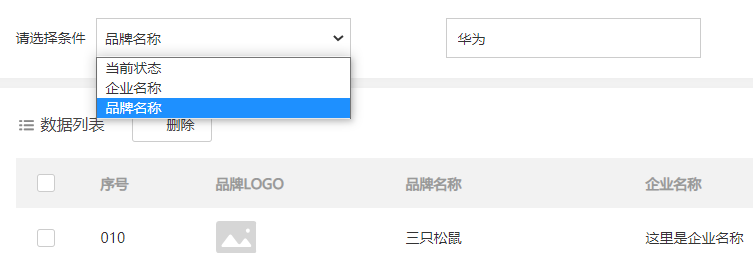 请选择条件 品牌名称 华为
当前状态
企业名称
品牌名称
数据列表 删除
序号 品牌LOGO 品牌名称 企业名称
010 三只松鼠 这里是企业名称